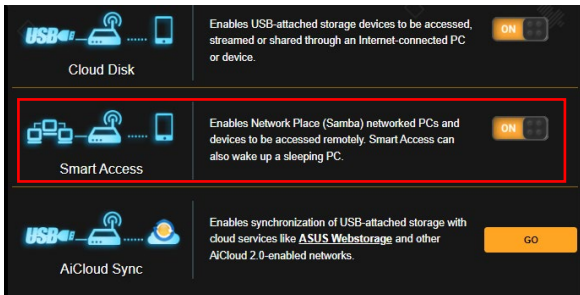 Enables USB-attached storage devices to be accessed,
USB
streamed or shared through an Internet-connected PC
ON
or device.
Cloud Disk
Enables Network Place (Samba) networked PCs and
devices to be accessed remotely. Smart Access can
ON
also wake up a sleeping PC.
Smart Access
Enables synchronization of USB-attached storage with
USB
cloud services like ASUS Webstorage and other
GO
AiCloud 2.0-enabled networks.
AiCloud Sync